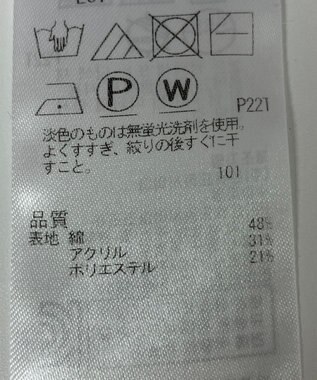 P
W
P221
淡色のものは無蛍光洗剤を使用。
よくすすぎ、絞りの後すぐに干
すこと。
101
品質
表地 綿 48%
アクリル 31%
ポリエステル 21%